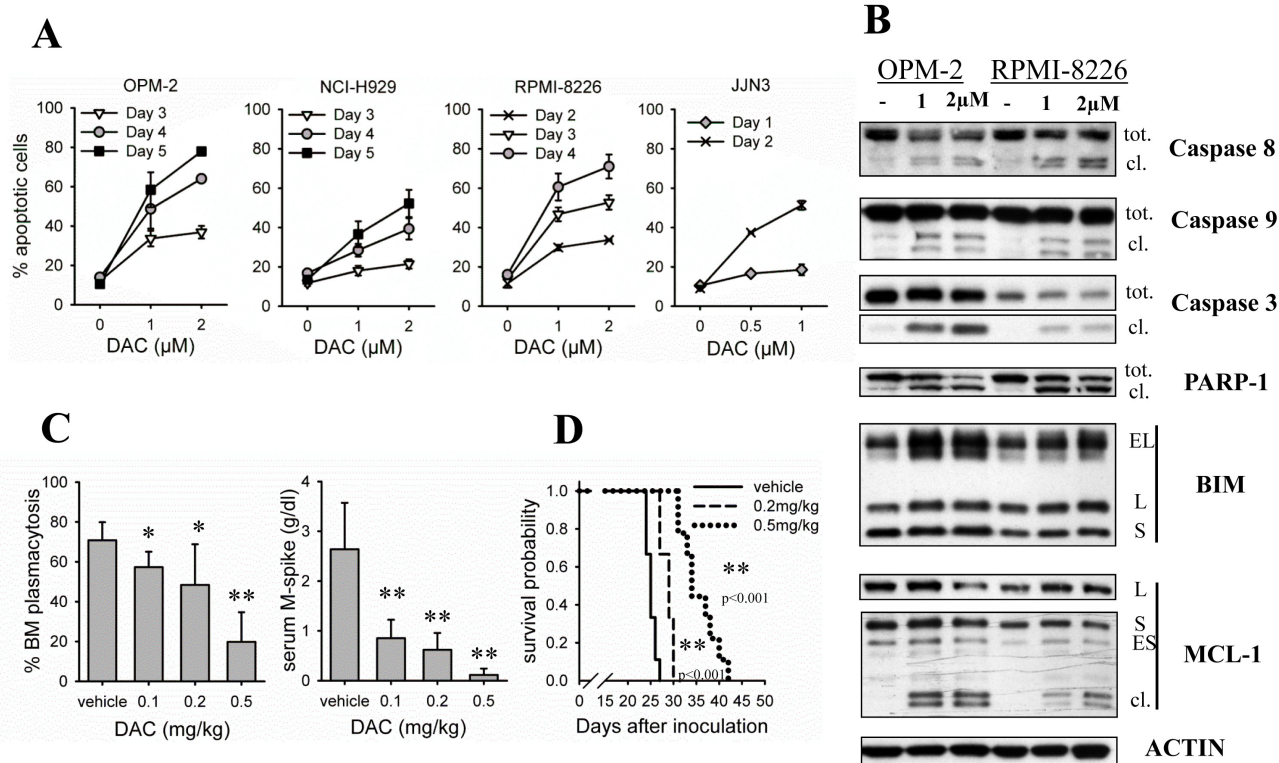 A
OPM-2
100
80
60
40
20
0
Day 3
Day 4
Day 5
0 1 2
DAC (µM)
% apoptotic cells
NCI-H929
100
80
60
40
20
0
Day 3
Day 4
Day 5
0 1 2
DAC (µM)
RPMI-8226
100
80
60
40
20
0
Day 2
Day 3
Day 4
0 1 2
DAC (µM)
JJN3
100
80
60
40
20
0
Day 1
Day 2
0 0.5 1
DAC (µM)
B
OPM-2 RPMI-8226
- 1 2µM - 1 2µM
tot.
cl.
Caspase 8
tot.
cl.
Caspase 9
tot.
cl.
Caspase 3
tot.
cl.
PARP-1
EL
L
S
BIM
L
S
ES
cl.
MCL-1
ACTIN
C
% BM plasmacytosis
100
80
60
40
20
0
* * **
vehicle 0.1 0.2 0.5
DAC (mg/kg)
serum M-spike (g/dl)
4
3
2
1
0
** ** **
vehicle 0.1 0.2 0.5
DAC (mg/kg)
D
survival probability
1.0
0.8
0.6
0.4
0.2
0.0
vehicle
0.2mg/kg
0.5mg/kg
**
p<0.001
**
p<0.001
0 15 20 25 30 35 40 45 50
Days after inoculation